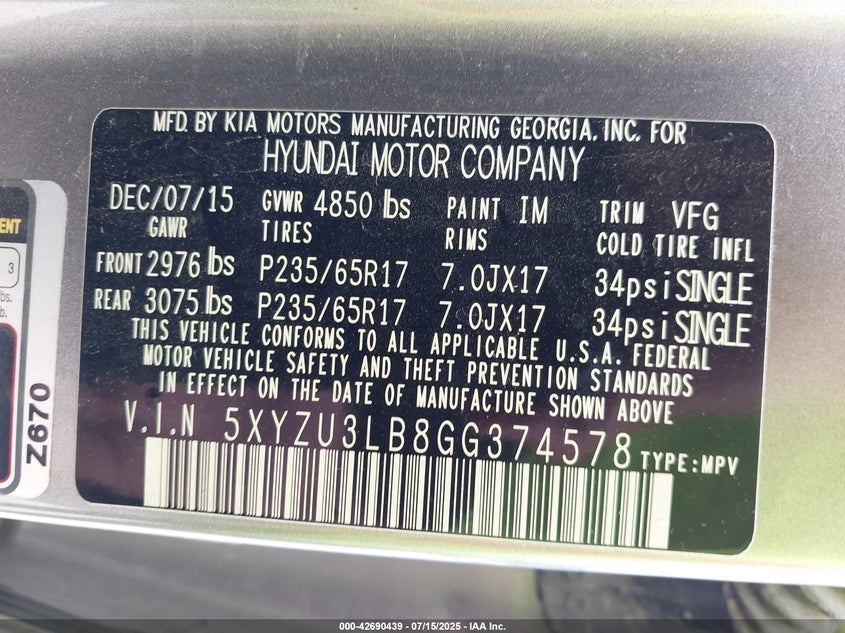 MFD. BY KIA MOTORS MANUFACTURING GEORGIA, INC. FOR
HYUNDAI MOTOR COMPANY
DEC/07/15 GVWR 4850 lbs PAINT IM TRIM VFG
GAWR TIRES RIMS COLD TIRE INFL
FRONT 2976 lbs P235/65R17 7.0JX17 34psi SINGLE
REAR 3075 lbs P235/65R17 7.0JX17 34psi SINGLE
THIS VEHICLE CONFORMS TO ALL APPLICABLE U.S.A. FEDERAL
MOTOR VEHICLE SAFETY AND THEFT PREVENTION STANDARDS
IN EFFECT ON THE DATE OF MANUFACTURE SHOWN ABOVE.
V.I.N 5XYZU3LB8GG374578 TYPE:MPV
ENT
3
lbs.
b.
Z670
000-42690439 - 07/15/2025 - IAA Inc.